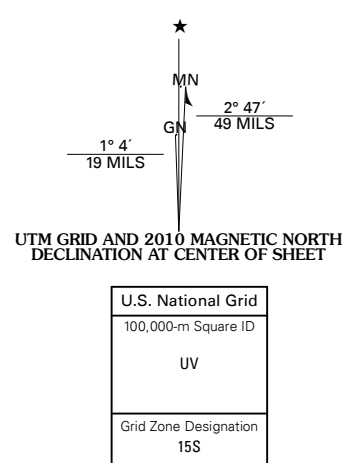 ★
MN
2° 47´
49 MILS
GN
1° 4´
19 MILS
UTM GRID AND 2010 MAGNETIC NORTH
DECLINATION AT CENTER OF SHEET
U.S. National Grid
100,000-m Square ID
UV
Grid Zone Designation
15S